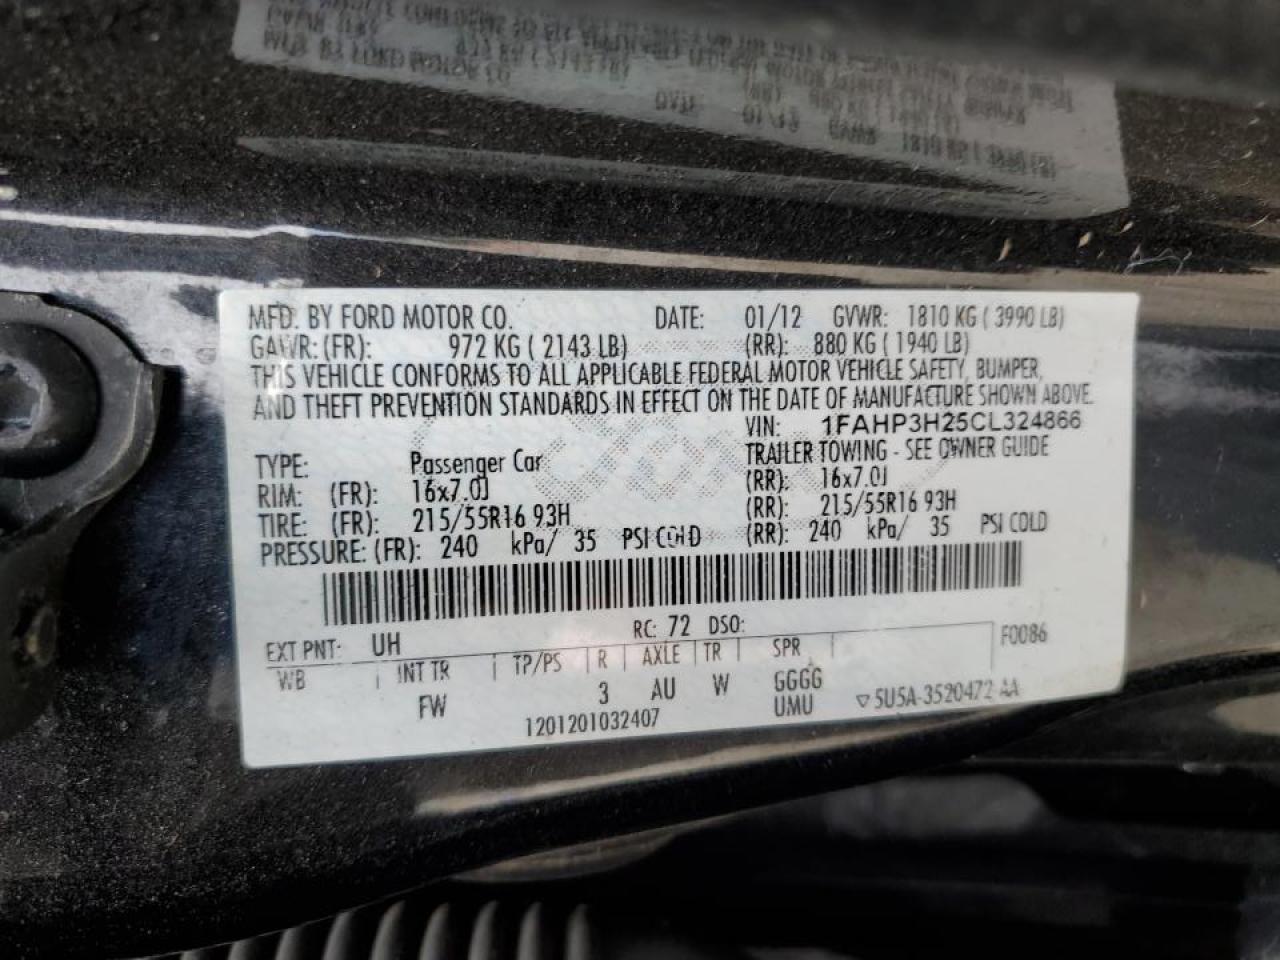 MFD. BY FORD MOTOR CO. DATE: 01/12 GVWR: 1810 KG ( 3990 LB)
GAWR: (FR): 972 KG ( 2143 LB) (RR): 880 KG ( 1940 LB)
THIS VEHICLE CONFORMS TO ALL APPLICABLE FEDERAL MOTOR VEHICLE SAFETY, BUMPER,
AND THEFT PREVENTION STANDARDS IN EFFECT ON THE DATE OF MANUFACTURE SHOWN ABOVE.
VIN: 1FAHP3H25CL324866
TYPE: Passenger Car TRAILER TOWING - SEE OWNER GUIDE
RIM: (FR): 16x7.0J (RR): 16x7.0J
TIRE: (FR): 215/55R16 93H (RR): 215/55R16 93H
PRESSURE: (FR): 240 kPa/ 35 PSI COLD (RR): 240 kPa/ 35 PSI COLD
EXT PNT: UH RC: 72 DSO: F0086
WB INT TR TP/PS R AXLE TR SPR
FW 3 AU W GGGG
1201201032407 UMU ▽ 5U5A-3520472-AA